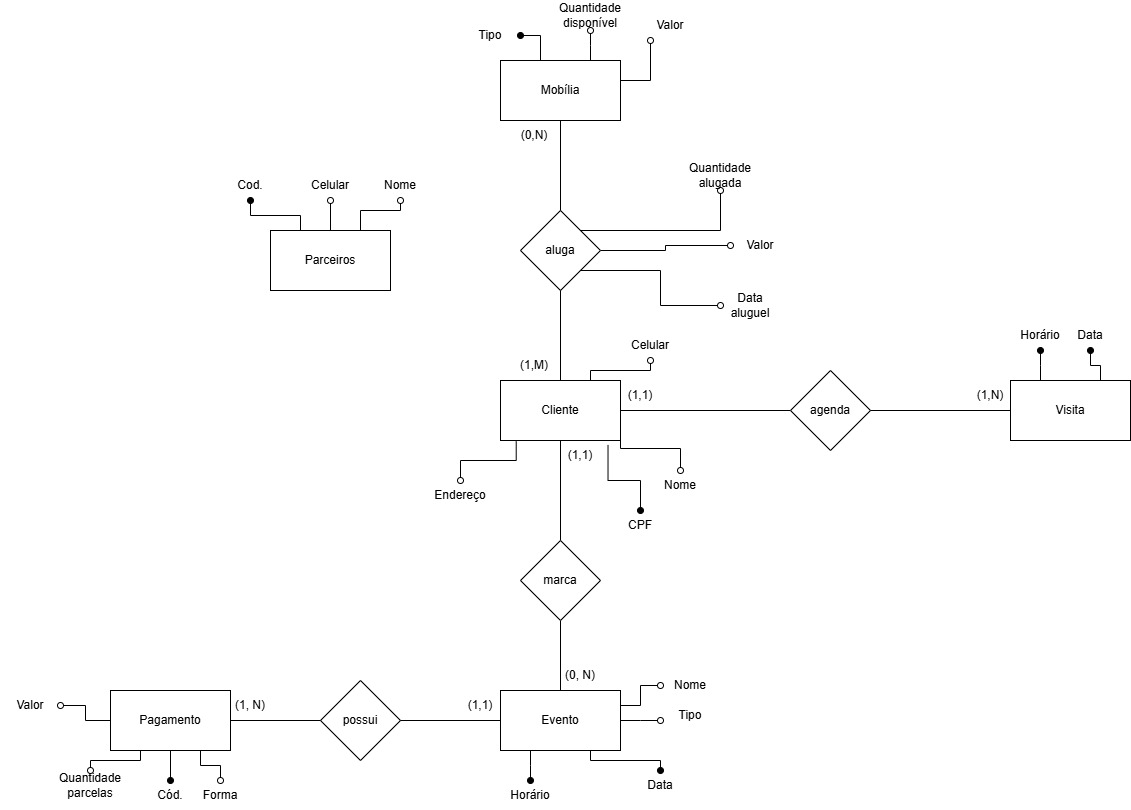 Quantidade
disponível
Valor
Tipo
Mobília
(0,N)
Quantidade
alugada
Cod.
Celular
Nome
Parceiros
aluga
Valor
Data
aluguel
Horário
Data
Celular
(1,M)
(1,1)
(1,N)
Cliente
agenda
Visita
(1,1)
Endereço
Nome
CPF
marca
(0, N)
Nome
Valor
(1, N)
(1,1)
Tipo
Pagamento
possui
Evento
Quantidade
parcelas
Cód.
Forma
Horário
Data